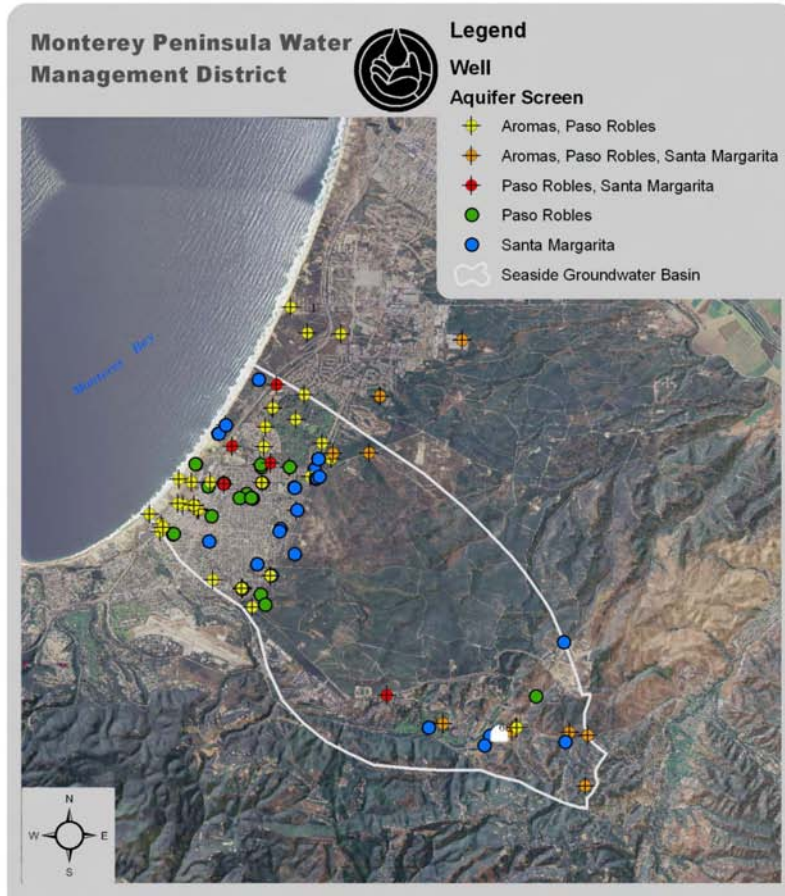 Monterey Peninsula Water
Management District
Legend
Well
Aquifer Screen
Aromas, Paso Robles
Aromas, Paso Robles, Santa Margarita
Paso Robles, Santa Margarita
Paso Robles
Santa Margarita
Seaside Groundwater Basin
Monterey Bay
N
W
E
S